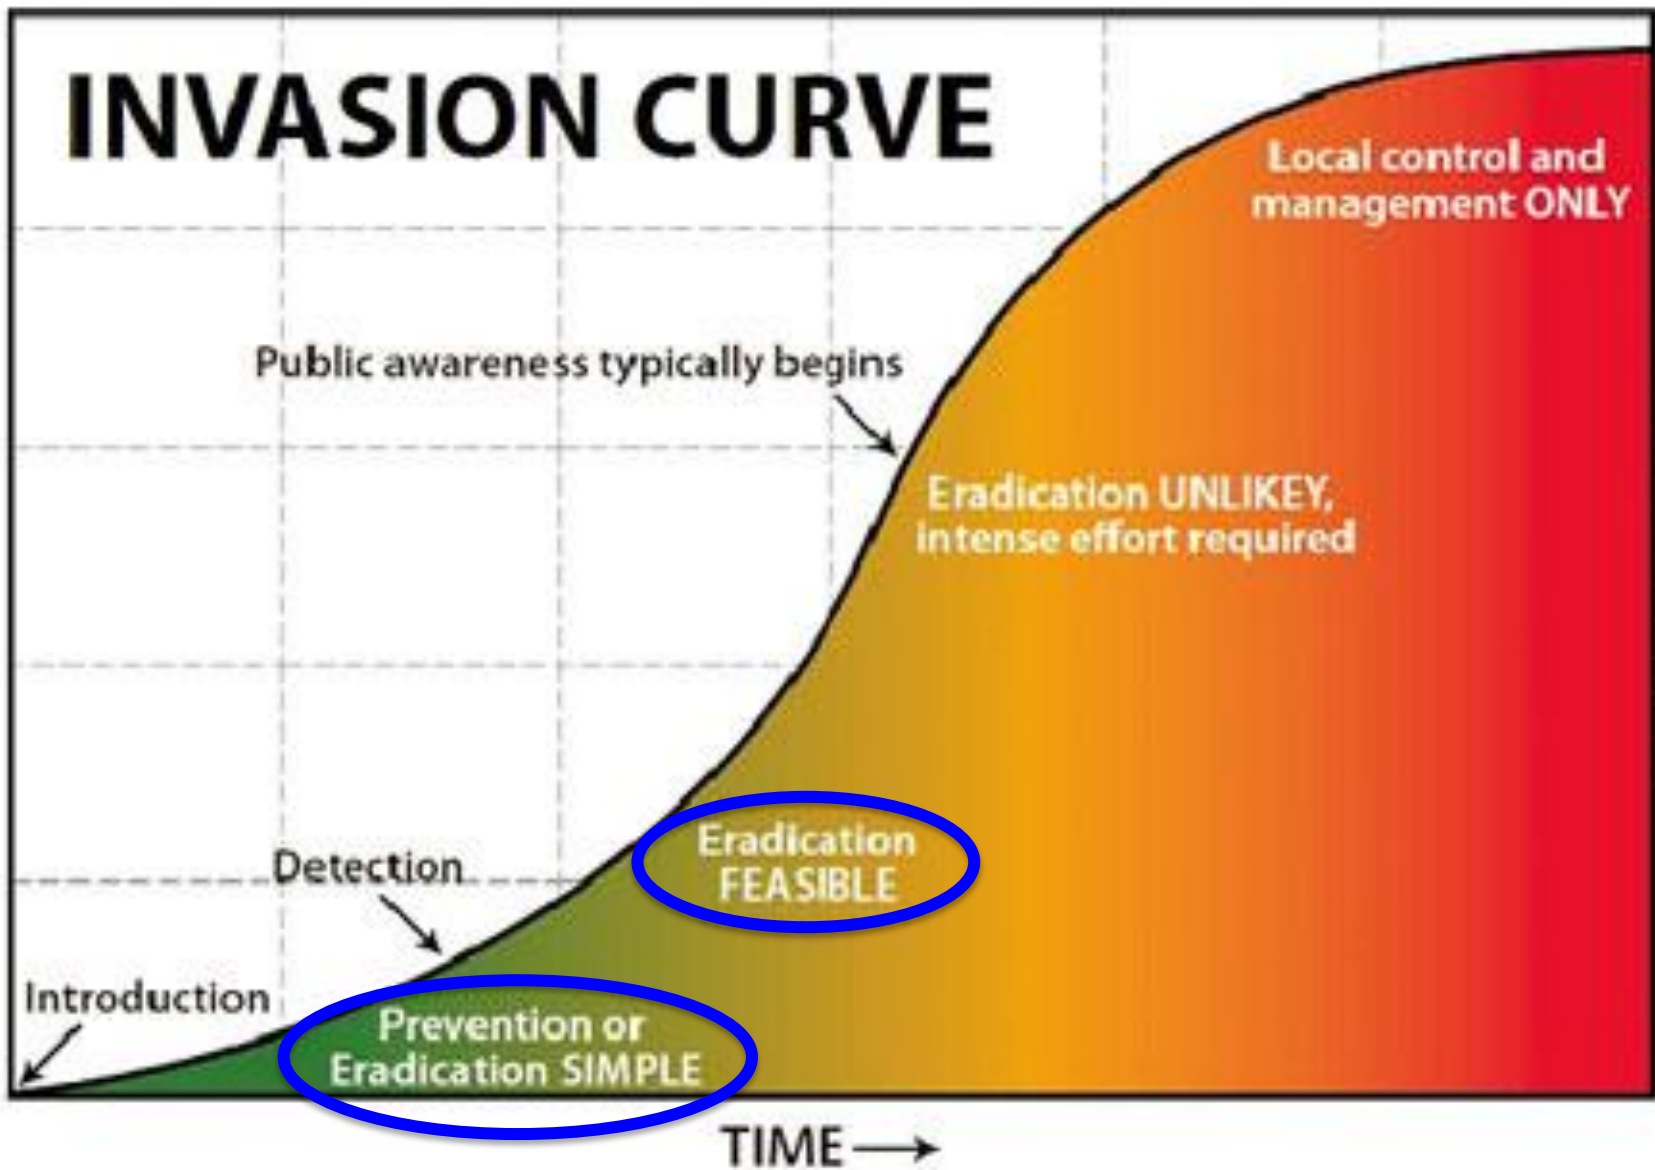 INVASION CURVE
Local control and
management ONLY
Public awareness typically begins
Eradication UNLIKEY,
intense effort required
Eradication
FEASIBLE
Detection
Introduction
Prevention or
Eradication SIMPLE
TIME